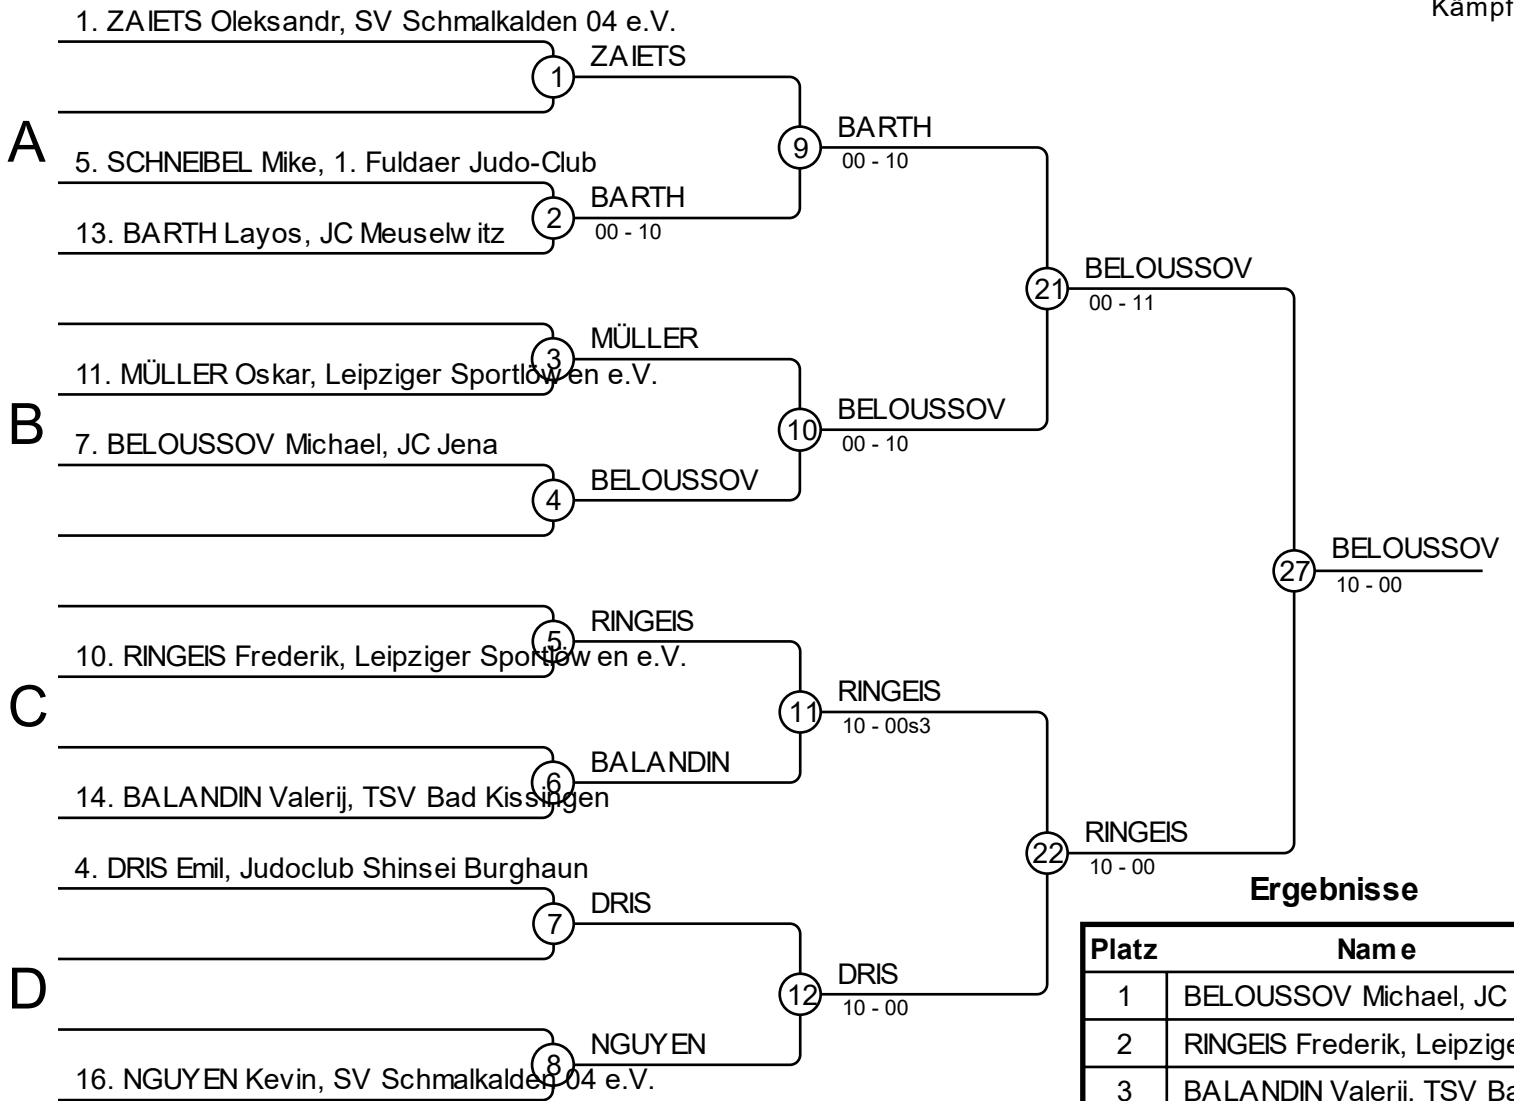 Kämpf
1. ZAIETS Oleksandr, SV Schmalkalden 04 e.V.
1
ZAIETS
A
9
BARTH
00 - 10
5. SCHNEIBEL Mike, 1. Fuldaer Judo-Club
2
BARTH
00 - 10
13. BARTH Layos, JC Meuselwitz
21
BELOUSSOV
00 - 11
3
MÜLLER
11. MÜLLER Oskar, Leipziger Sportlöwen e.V.
B
10
BELOUSSOV
00 - 10
7. BELOUSSOV Michael, JC Jena
4
BELOUSSOV
27
BELOUSSOV
10 - 00
5
RINGEIS
10. RINGEIS Frederik, Leipziger Sportlöwen e.V.
C
11
RINGEIS
10 - 00s3
6
BALANDIN
14. BALANDIN Valerij, TSV Bad Kissingen
22
RINGEIS
10 - 00
4. DRIS Emil, Judoclub Shinsei Burghaun
7
DRIS
D
12
DRIS
10 - 00
8
NGUYEN
16. NGUYEN Kevin, SV Schmalkalden 04 e.V.
Ergebnisse
Platz Name
1 BELOUSSOV Michael, JC
2 RINGEIS Frederik, Leipzige
3 BALANDIN Valerij, TSV Ba